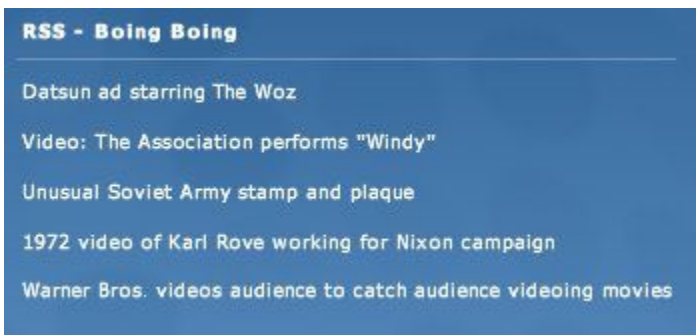 RSS - Boing Boing
Datsun ad starring The Woz
Video: The Association performs "Windy"
Unusual Soviet Army stamp and plaque
1972 video of Karl Rove working for Nixon campaign
Warner Bros. videos audience to catch audience videoing movies